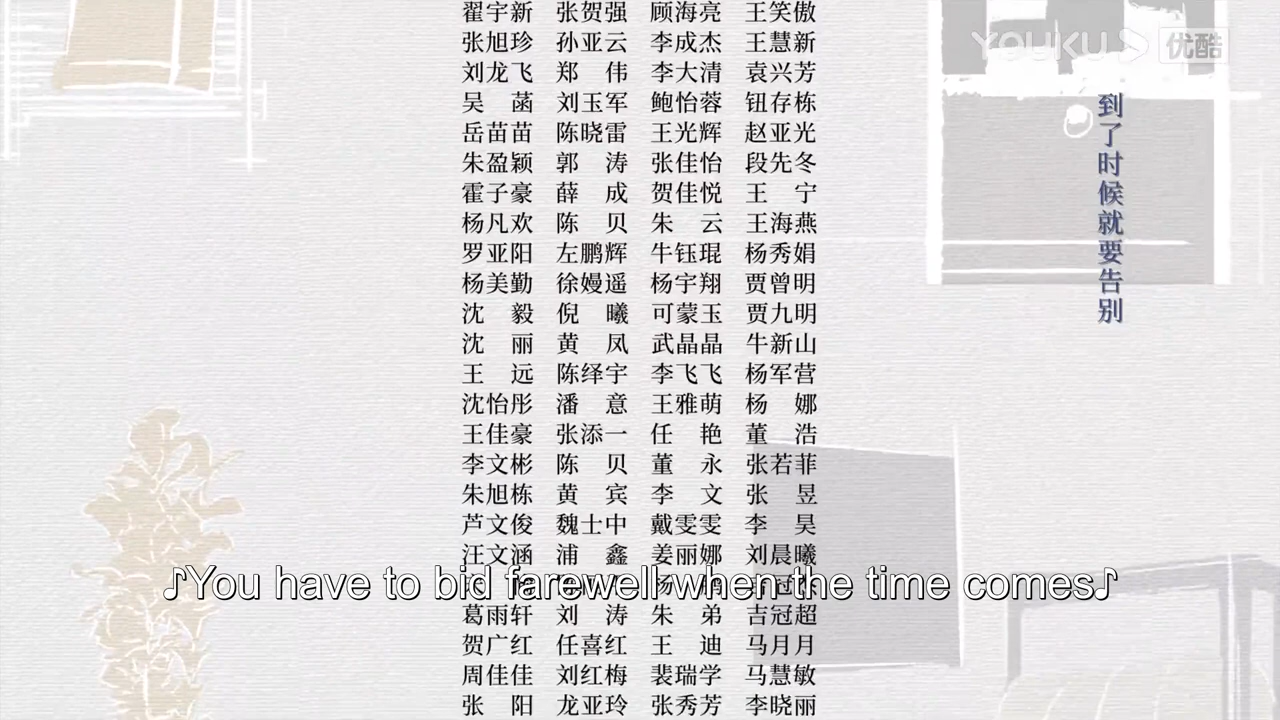 翟宇新 张贺强 顾海亮 王笑傲
张旭珍 孙亚云 李成杰 王慧新
刘龙飞 郑伟 李大清 袁兴芳
吴菡 刘玉军 鲍怡蓉 钮存栋
岳苗苗 陈晓雷 王光辉 赵亚光
朱盈颖 郭涛 张佳怡 段先冬
霍子豪 薛成 贺佳悦 王宁
杨凡欢 陈贝 朱云 王海燕
罗亚阳 左鹏辉 牛钰琨 杨秀娟
杨美勤 徐嫚遥 杨宇翔 贾曾明
沈毅 倪曦 可蒙玉 贾九明
沈丽 黄凤 武晶晶 牛新山
王远 陈绎宇 李飞飞 杨军营
沈怡彤 潘意 王雅萌 杨娜
王佳豪 张添一 任艳 董浩
李文彬 陈贝 董永 张若菲
朱旭栋 黄宾 李文 张昱
芦文俊 魏士中 戴雯雯 李昊
汪文涵 浦鑫 姜丽娜 刘晨曦
♪You have to bid farewell when the time comes♪
葛雨轩 刘涛 朱弟 吉冠超
贺广红 任喜红 王迪 马月月
周佳佳 刘红梅 裴瑞学 马慧敏
张阳 龙亚玲 张秀芳 李晓丽
YOUKU 优酷
到了时候就要告别